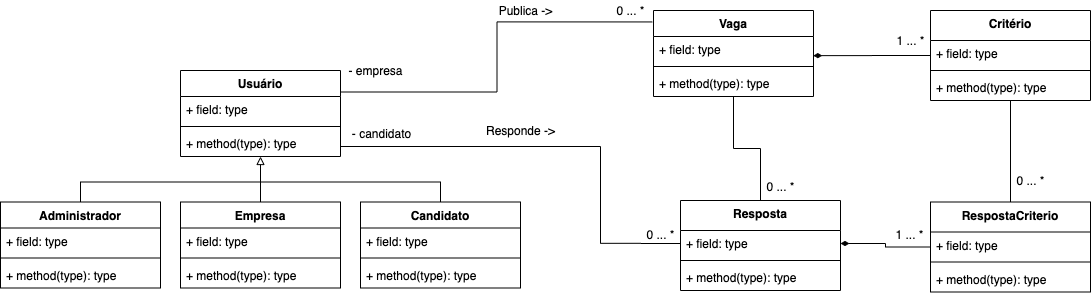 Publica ->
0 ... *
Vaga
+ field: type
+ method(type): type
1 ... *
Critério
+ field: type
+ method(type): type
- empresa
Usuário
+ field: type
+ method(type): type
- candidato
Responde ->
0 ... *
0 ... *
Administrador
+ field: type
+ method(type): type
Empresa
+ field: type
+ method(type): type
Candidato
+ field: type
+ method(type): type
0 ... *
Resposta
+ field: type
+ method(type): type
1 ... *
RespostaCriterio
+ field: type
+ method(type): type